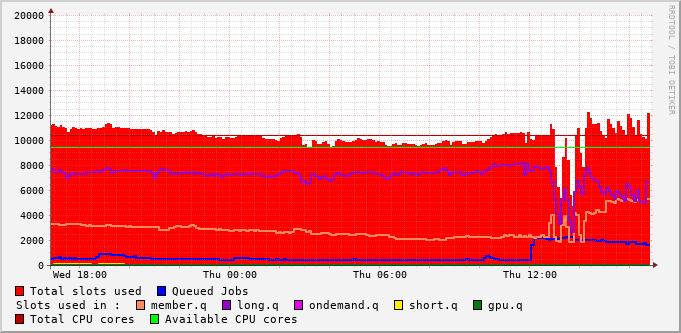 20000
18000
16000
14000
12000
10000
8000
6000
4000
2000
0
Wed 18:00 Thu 00:00 Thu 06:00 Thu 12:00
RRDTOOL / TOBI OETIKER
Total slots used Queued Jobs
Slots used in : member.q long.q ondemand.q short.q gpu.q
Total CPU cores Available CPU cores